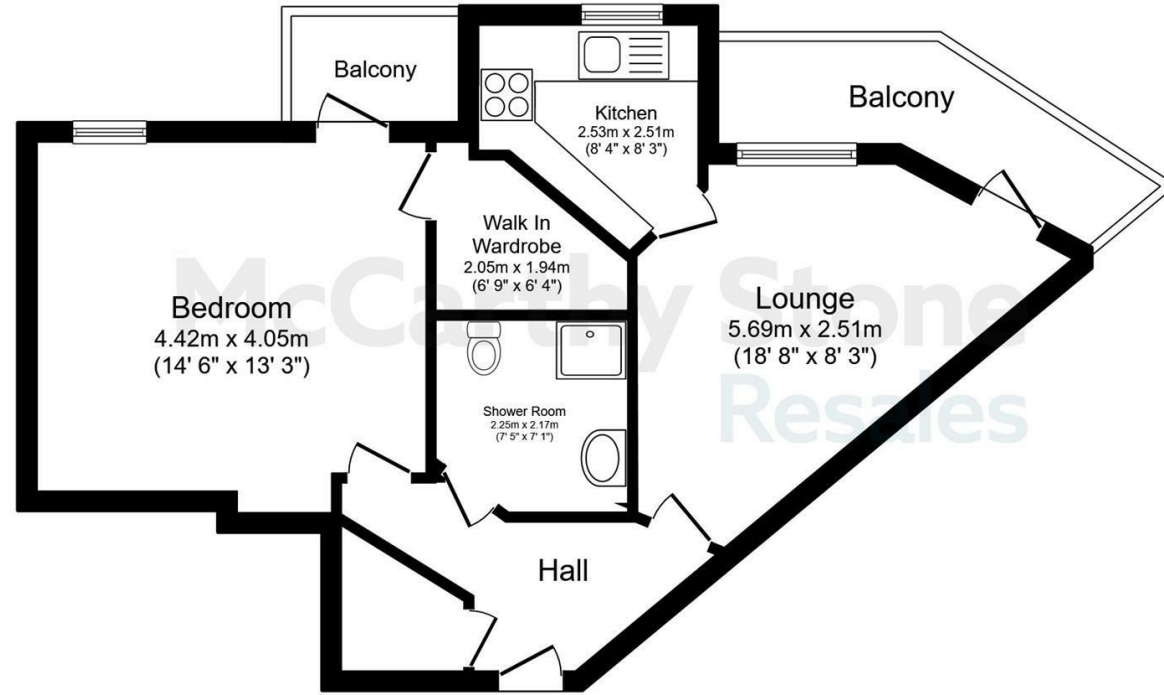 Balcony
Balcony
Kitchen
2.53m x 2.51m
(8' 4" x 8' 3")
Walk In
Wardrobe
2.05m x 1.94m
(6' 9" x 6' 4")
McCarthy Stone
Resales
Bedroom
4.42m x 4.05m
(14' 6" x 13' 3")
Lounge
5.69m x 2.51m
(18' 8" x 8' 3")
Shower Room
2.25m x 2.17m
(7' 5" x 7' 1")
Hall